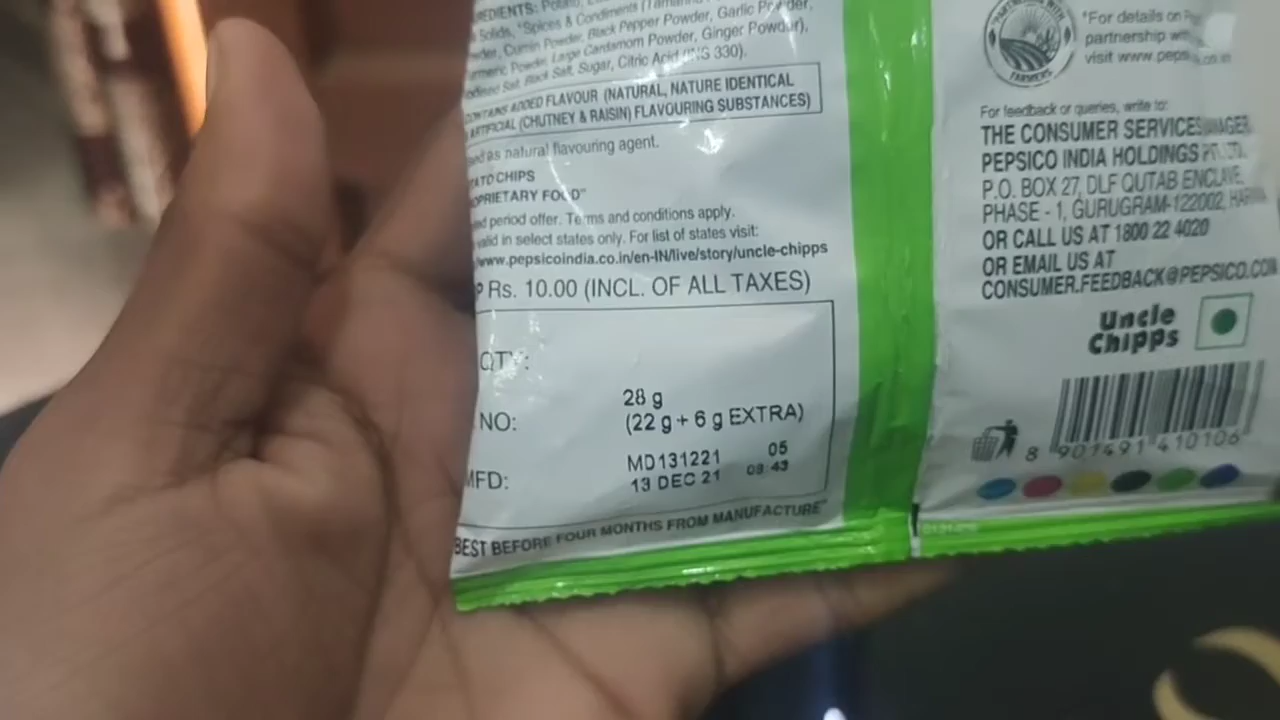 REDIENTS: Potato,
Solids, *Spices & Condiments
Cumin Powder, Black Pepper Powder, Garlic Powder,
Powder, Large Cardamom Powder, Ginger Powder),
Salt, Black Salt, Sugar, Citric Acid (INS 330).
CONTAINS ADDED FLAVOUR (NATURAL, NATURE IDENTICAL
ARTIFICIAL (CHUTNEY & RAISIN) FLAVOURING SUBSTANCES)
as natural flavouring agent.
ATO CHIPS
OPRIETARY FOOD"
period offer. Terms and conditions apply.
valid in select states only. For list of states visit:
www.pepsicoindia.co.in/en-IN/live/story/uncle-chipps
P Rs. 10.00 (INCL. OF ALL TAXES)
QTY:
28 g
NO: (22 g + 6 g EXTRA)
MD131221 05
MFD: 13 DEC 21 09:43
BEST BEFORE FOUR MONTHS FROM MANUFACTURE
WITH
FARMERS
*For details on
partnership
visit www.peps
For feedback or queries, write to:
THE CONSUMER SERVICES
PEPSICO INDIA HOLDINGS
P.O. BOX 27, DLF QUTAB ENCLAVE,
PHASE - 1, GURUGRAM-122002,
OR CALL US AT 1800 22 4020
OR EMAIL US AT
CONSUMER.FEEDBACK@PEPSICO.COM
Uncle
Chipps
8 901491 410106